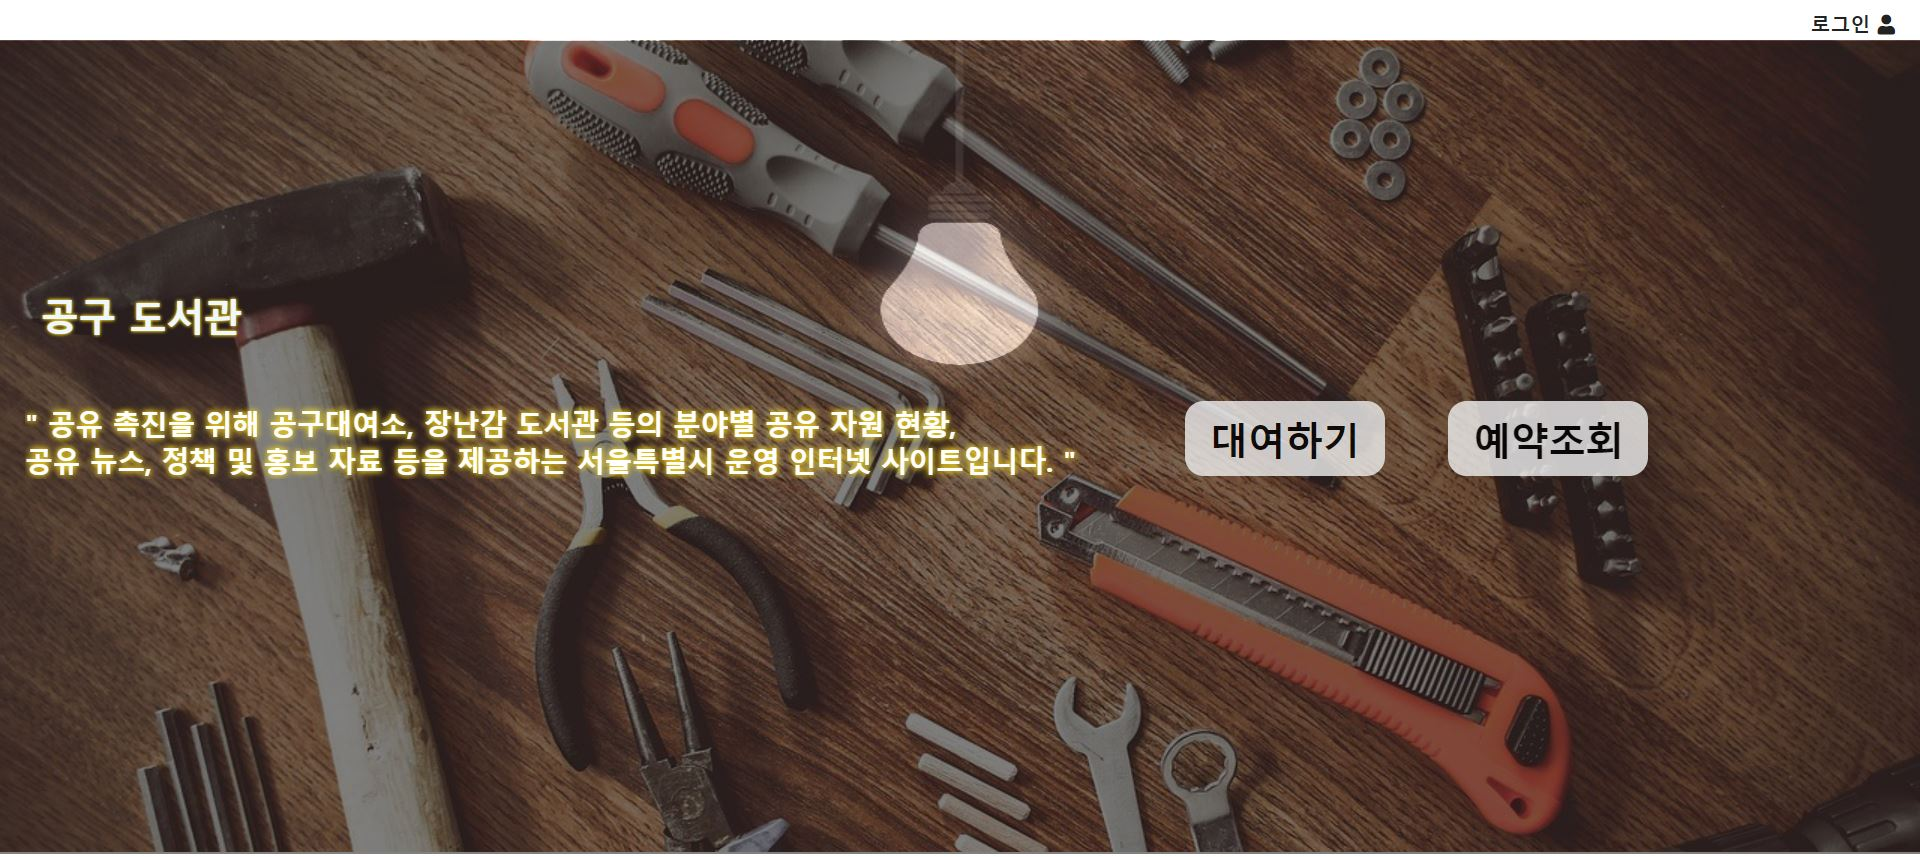 로그인
공구 도서관
" 공유 촉진을 위해 공구대여소, 장난감 도서관 등의 분야별 공유 자원 현황,
공유 뉴스, 정책 및 홍보 자료 등을 제공하는 서울특별시 운영 인터넷 사이트입니다. "
대여하기
예약조회